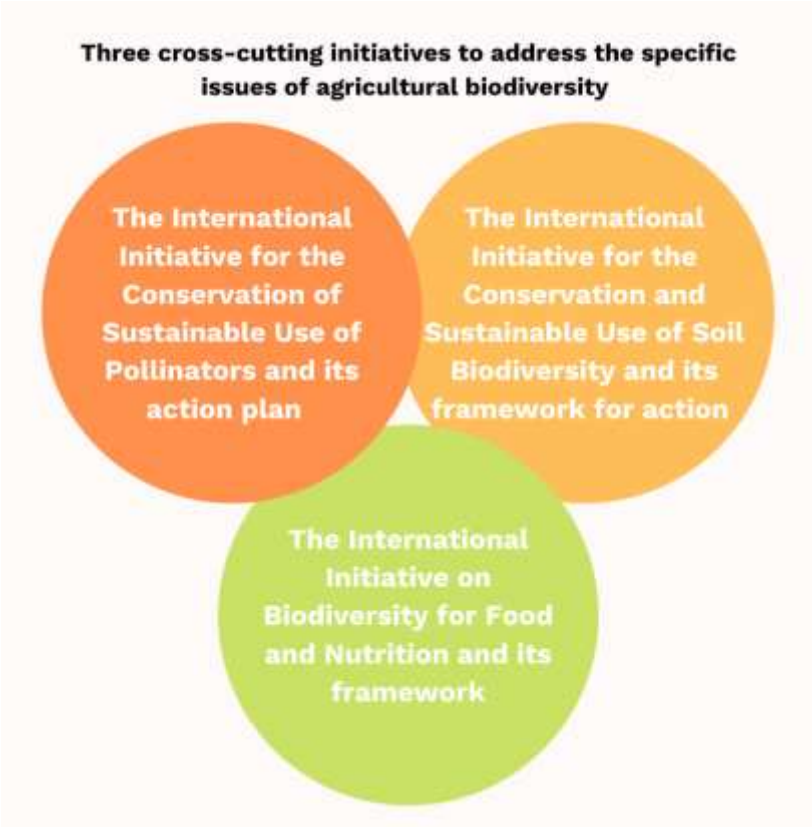 Three cross-cutting initiatives to address the specific
issues of agricultural biodiversity
The International
Initiative for the
Conservation of
Sustainable Use of
Pollinators and its
action plan
The International
Initiative for the
Conservation and
Sustainable Use of Soil
Biodiversity and its
framework for action
The International
Initiative on
Biodiversity for Food
and Nutrition and its
framework